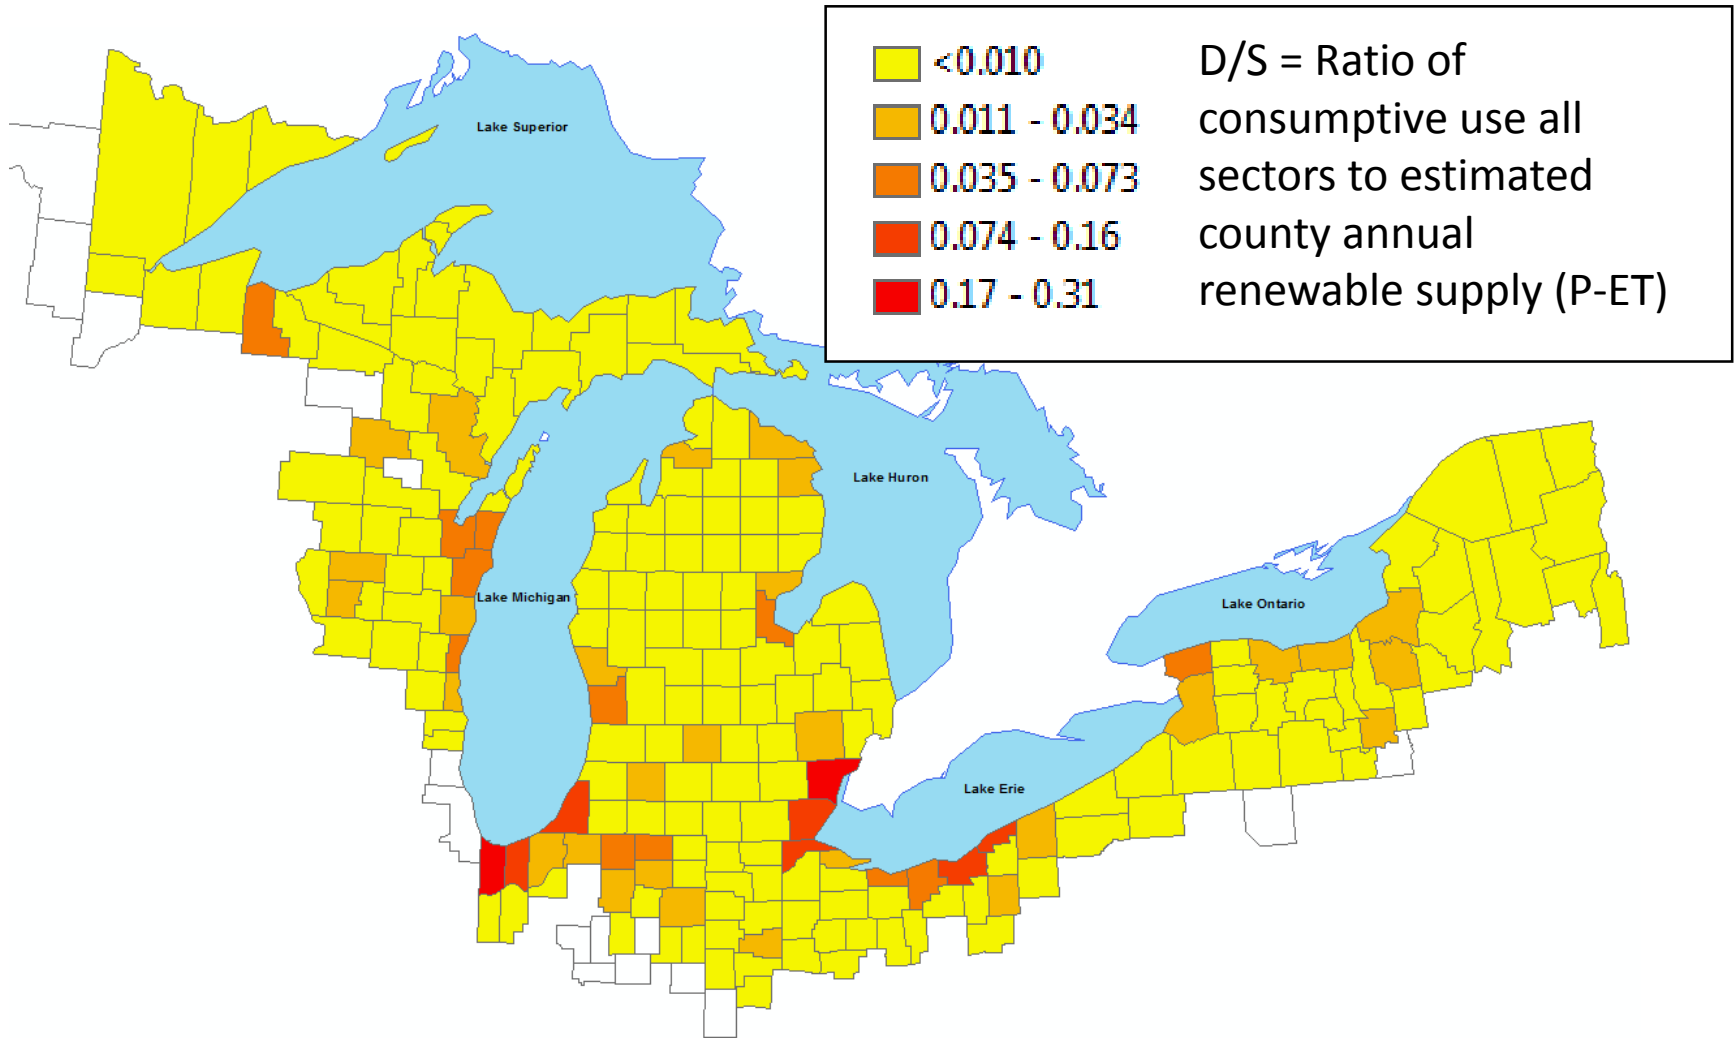 <0.010
0.011 - 0.034
0.035 - 0.073
0.074 - 0.16
0.17 - 0.31
D/S = Ratio of
consumptive use all
sectors to estimated
county annual
renewable supply (P-ET)
Lake Superior
Lake Huron
Lake Michigan
Lake Ontario
Lake Erie